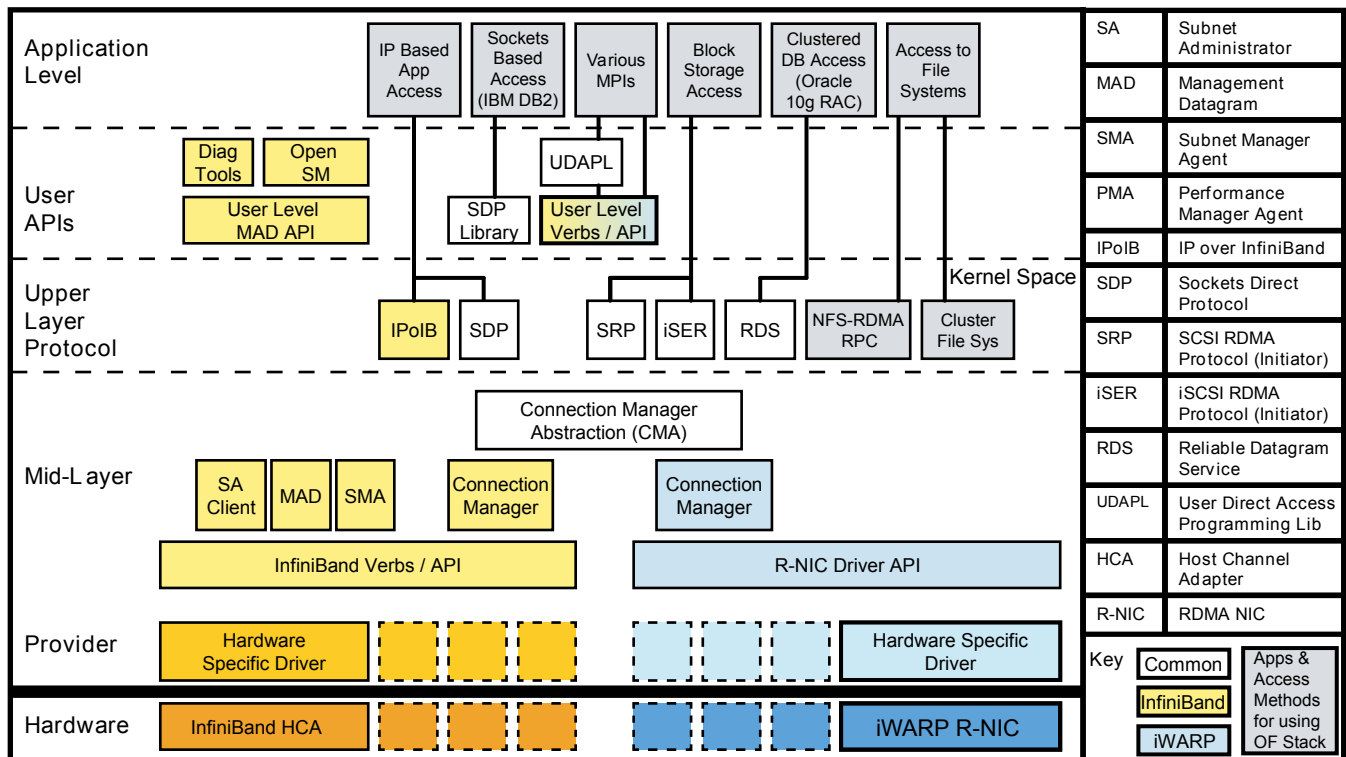 Application
Level
IP Based
App
Access
Sockets
Based
Access
(IBM DB2)
Various
MPIs
Block
Storage
Access
Clustered
DB Access
(Oracle
10g RAC)
Access to
File
Systems
User
APIs
Diag
Tools
Open
SM
User Level
MAD API
UDAPL
SDP
Library
User Level
Verbs / API
Kernel Space
Upper
Layer
Protocol
IPoIB
SDP
SRP
iSER
RDS
NFS-RDMA
RPC
Cluster
File Sys
Mid-Layer
Connection Manager
Abstraction (CMA)
SA
Client
MAD
SMA
Connection
Manager
Connection
Manager
InfiniBand Verbs / API
R-NIC Driver API
Provider
Hardware
Specific Driver
Hardware Specific
Driver
Hardware
InfiniBand HCA
iWARP R-NIC
SA
Subnet
Administrator
MAD
Management
Datagram
SMA
Subnet Manager
Agent
PMA
Performance
Manager Agent
IPoIB
IP over InfiniBand
SDP
Sockets Direct
Protocol
SRP
SCSI RDMA
Protocol (Initiator)
iSER
iSCSI RDMA
Protocol (Initiator)
RDS
Reliable Datagram
Service
UDAPL
User Direct Access
Programming Lib
HCA
Host Channel
Adapter
R-NIC
RDMA NIC
Key
Common
InfiniBand
iWARP
Apps &
Access
Methods
for using
OF Stack